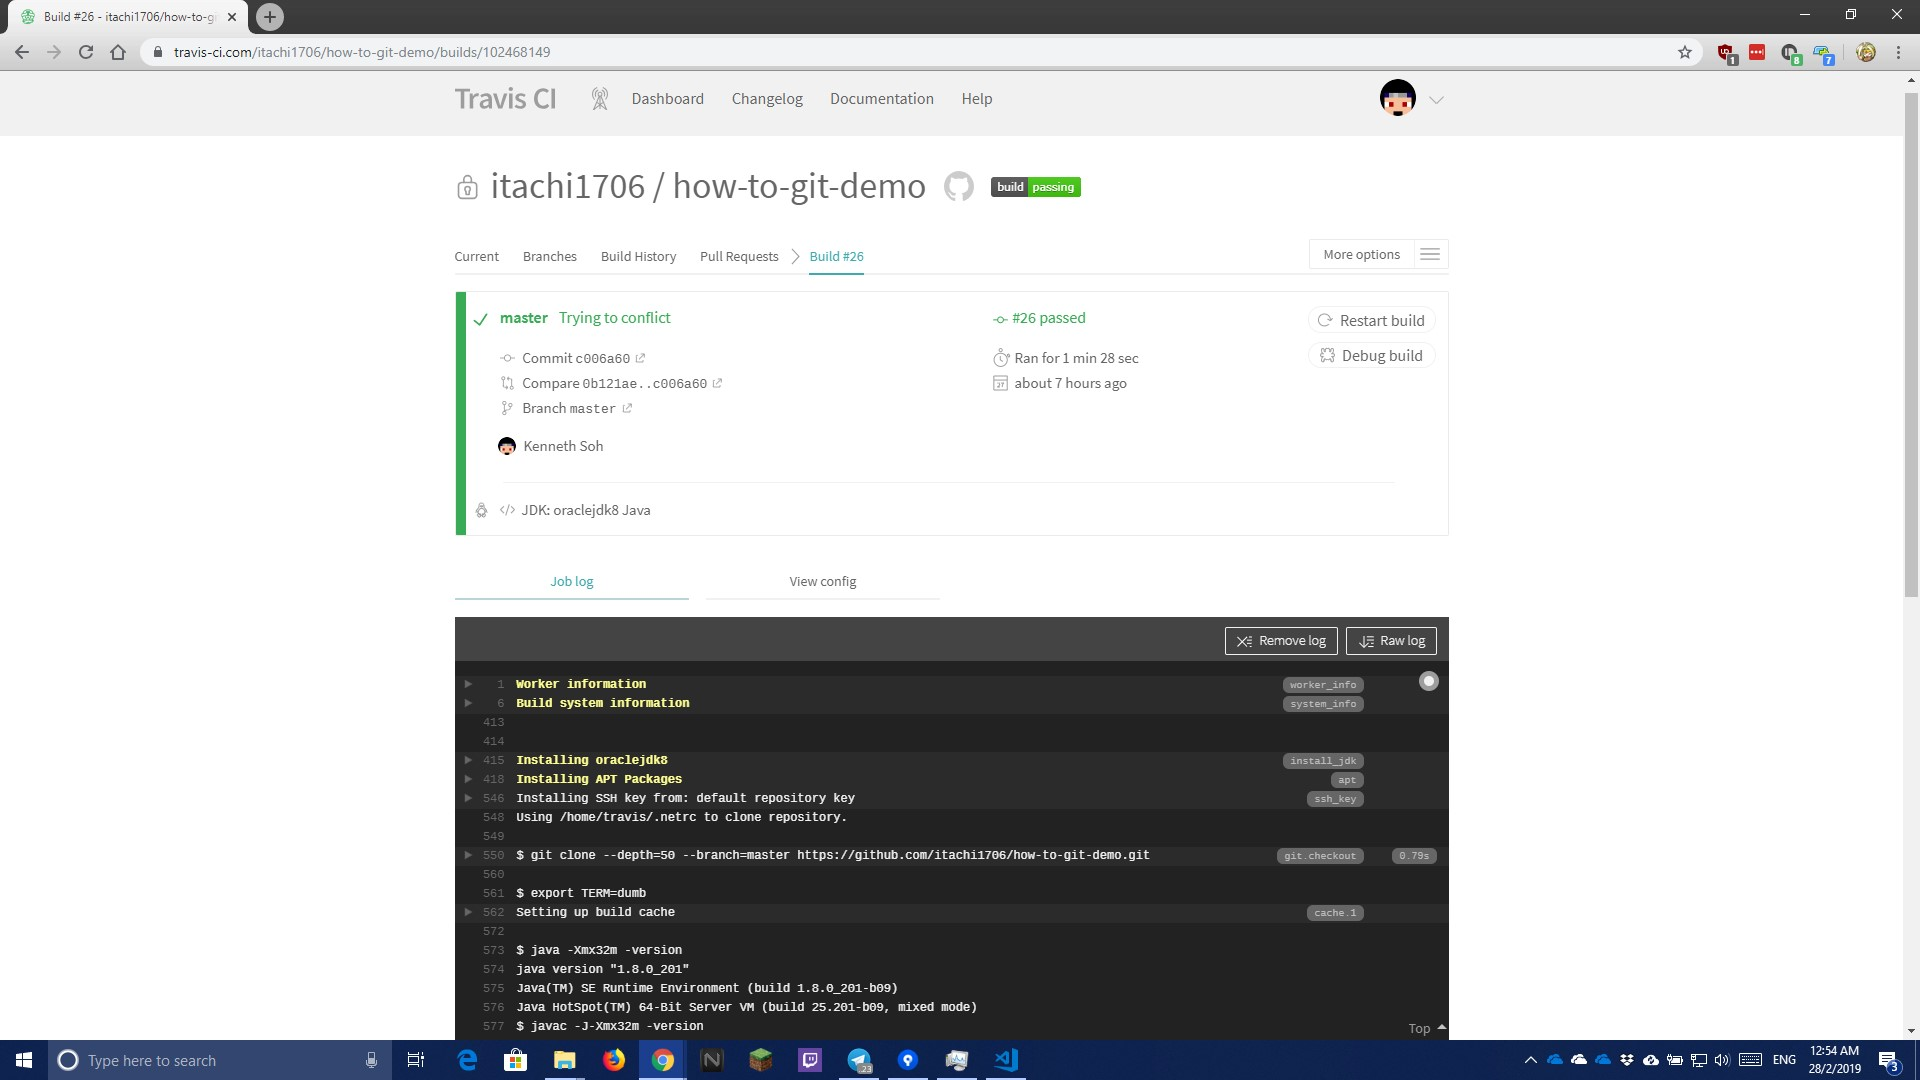 Build #26 - itachi1706/how-to-gi
travis-ci.com/itachi1706/how-to-git-demo/builds/102468149
1
8
7
Travis CI
Dashboard
Changelog
Documentation
Help
itachi1706 / how-to-git-demo
build passing
Current
Branches
Build History
Pull Requests
Build #26
More options
master Trying to conflict
#26 passed
Restart build
Commit c006a60
Ran for 1 min 28 sec
Debug build
Compare 0b121ae..c006a60
about 7 hours ago
Branch master
Kenneth Soh
</> JDK: oraclejdk8 Java
Job log
View config
Remove log
Raw log
1 Worker information worker_info
6 Build system information system_info
413
414
415 Installing oraclejdk8 install_jdk
418 Installing APT Packages apt
546 Installing SSH key from: default repository key ssh_key
548 Using /home/travis/.netrc to clone repository.
549
550 $ git clone --depth=50 --branch=master https://github.com/itachi1706/how-to-git-demo.git git.checkout 0.79s
560
561 $ export TERM=dumb
562 Setting up build cache cache.1
572
573 $ java -Xmx32m -version
574 java version "1.8.0_201"
575 Java(TM) SE Runtime Environment (build 1.8.0_201-b09)
576 Java HotSpot(TM) 64-Bit Server VM (build 25.201-b09, mixed mode)
577 $ javac -J-Xmx32m -version
Top
Type here to search
23
ENG
12:54 AM
28/2/2019
3